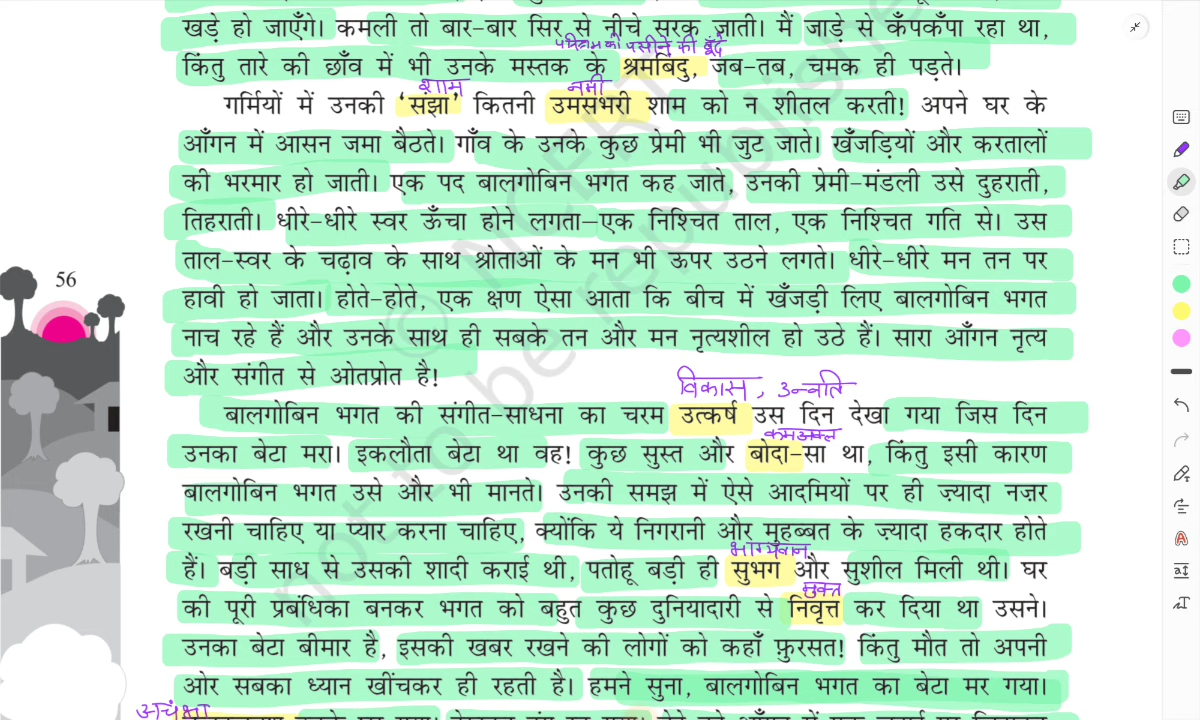 खड़े हो जाएँगे। कमली तो बार-बार सिर से नीचे सरक जाती। मैं जाड़े से कँपकँपा रहा था,
पसीने की बूँदें
किंतु तारे की छाँव में भी उनके मस्तक के श्रमबिंदु, जब-तब, चमक ही पड़ते।
शाम नमी
गर्मियों में उनकी 'संझा' कितनी उमसभरी शाम को न शीतल करती! अपने घर के
आँगन में आसन जमा बैठते। गाँव के उनके कुछ प्रेमी भी जुट जाते। खँजड़ियों और करतालों
की भरमार हो जाती। एक पद बालगोबिन भगत कह जाते, उनकी प्रेमी-मंडली उसे दुहराती,
तिहराती। धीरे-धीरे स्वर ऊँचा होने लगता—एक निश्चित ताल, एक निश्चित गति से। उस
ताल-स्वर के चढ़ाव के साथ श्रोताओं के मन भी ऊपर उठने लगते। धीरे-धीरे मन तन पर
56
हावी हो जाता। होते-होते, एक क्षण ऐसा आता कि बीच में खँजड़ी लिए बालगोबिन भगत
नाच रहे हैं और उनके साथ ही सबके तन और मन नृत्यशील हो उठे हैं। सारा आँगन नृत्य
और संगीत से ओतप्रोत है!
विकास, उन्नति
बालगोबिन भगत की संगीत-साधना का चरम उत्कर्ष उस दिन देखा गया जिस दिन
कमअक्ल
उनका बेटा मरा। इकलौता बेटा था वह! कुछ सुस्त और बोदा-सा था, किंतु इसी कारण
बालगोबिन भगत उसे और भी मानते। उनकी समझ में ऐसे आदमियों पर ही ज़्यादा नज़र
रखनी चाहिए या प्यार करना चाहिए, क्योंकि ये निगरानी और मुहब्बत के ज़्यादा हकदार होते
भाग्यवान
हैं। बड़ी साध से उसकी शादी कराई थी, पतोहू बड़ी ही सुभग और सुशील मिली थी। घर
मुक्त
की पूरी प्रबंधिका बनकर भगत को बहुत कुछ दुनियादारी से निवृत्त कर दिया था उसने।
उनका बेटा बीमार है, इसकी खबर रखने की लोगों को कहाँ फ़ुरसत! किंतु मौत तो अपनी
ओर सबका ध्यान खींचकर ही रहती है। हमने सुना, बालगोबिन भगत का बेटा मर गया।
© NCERT
not to be republished